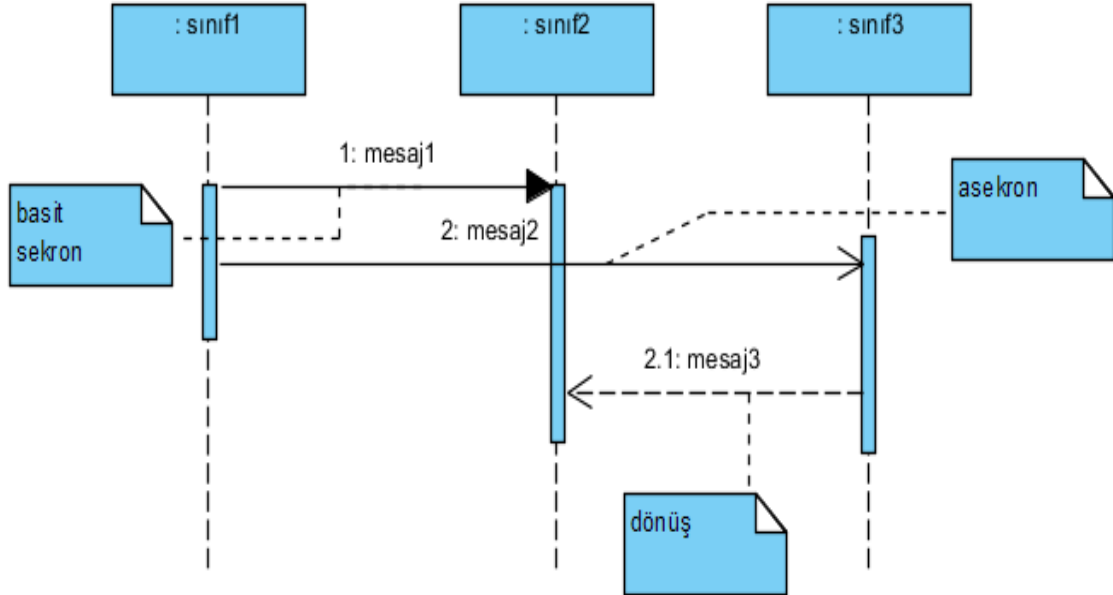 : sınıf1
: sınıf2
: sınıf3
1: mesaj1
basit
sekron
asekron
2: mesaj2
2.1: mesaj3
dönüş